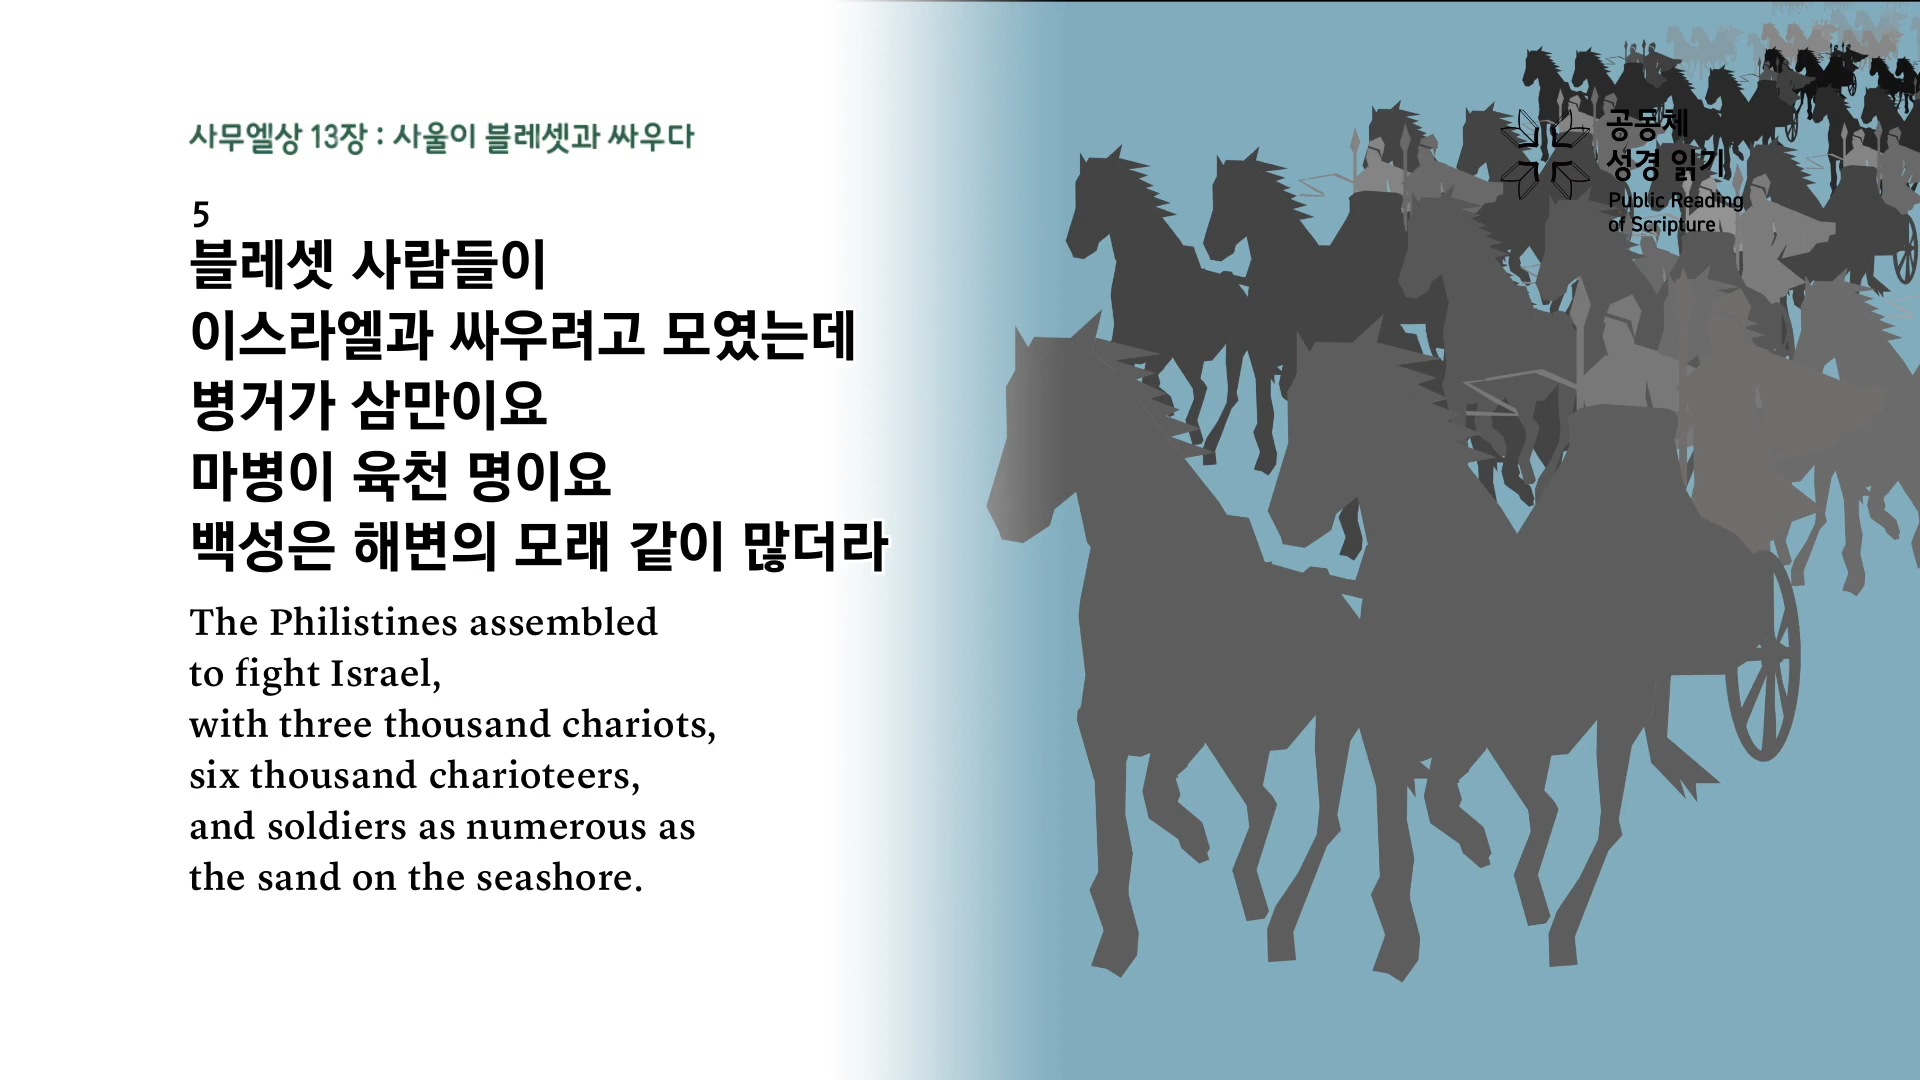 사무엘상 13장 : 사울이 블레셋과 싸우다
5
블레셋 사람들이
이스라엘과 싸우려고 모였는데
병거가 삼만이요
마병이 육천 명이요
백성은 해변의 모래 같이 많더라
The Philistines assembled
to fight Israel,
with three thousand chariots,
six thousand charioteers,
and soldiers as numerous as
the sand on the seashore.
공동체
성경 읽기
Public Reading
of Scripture